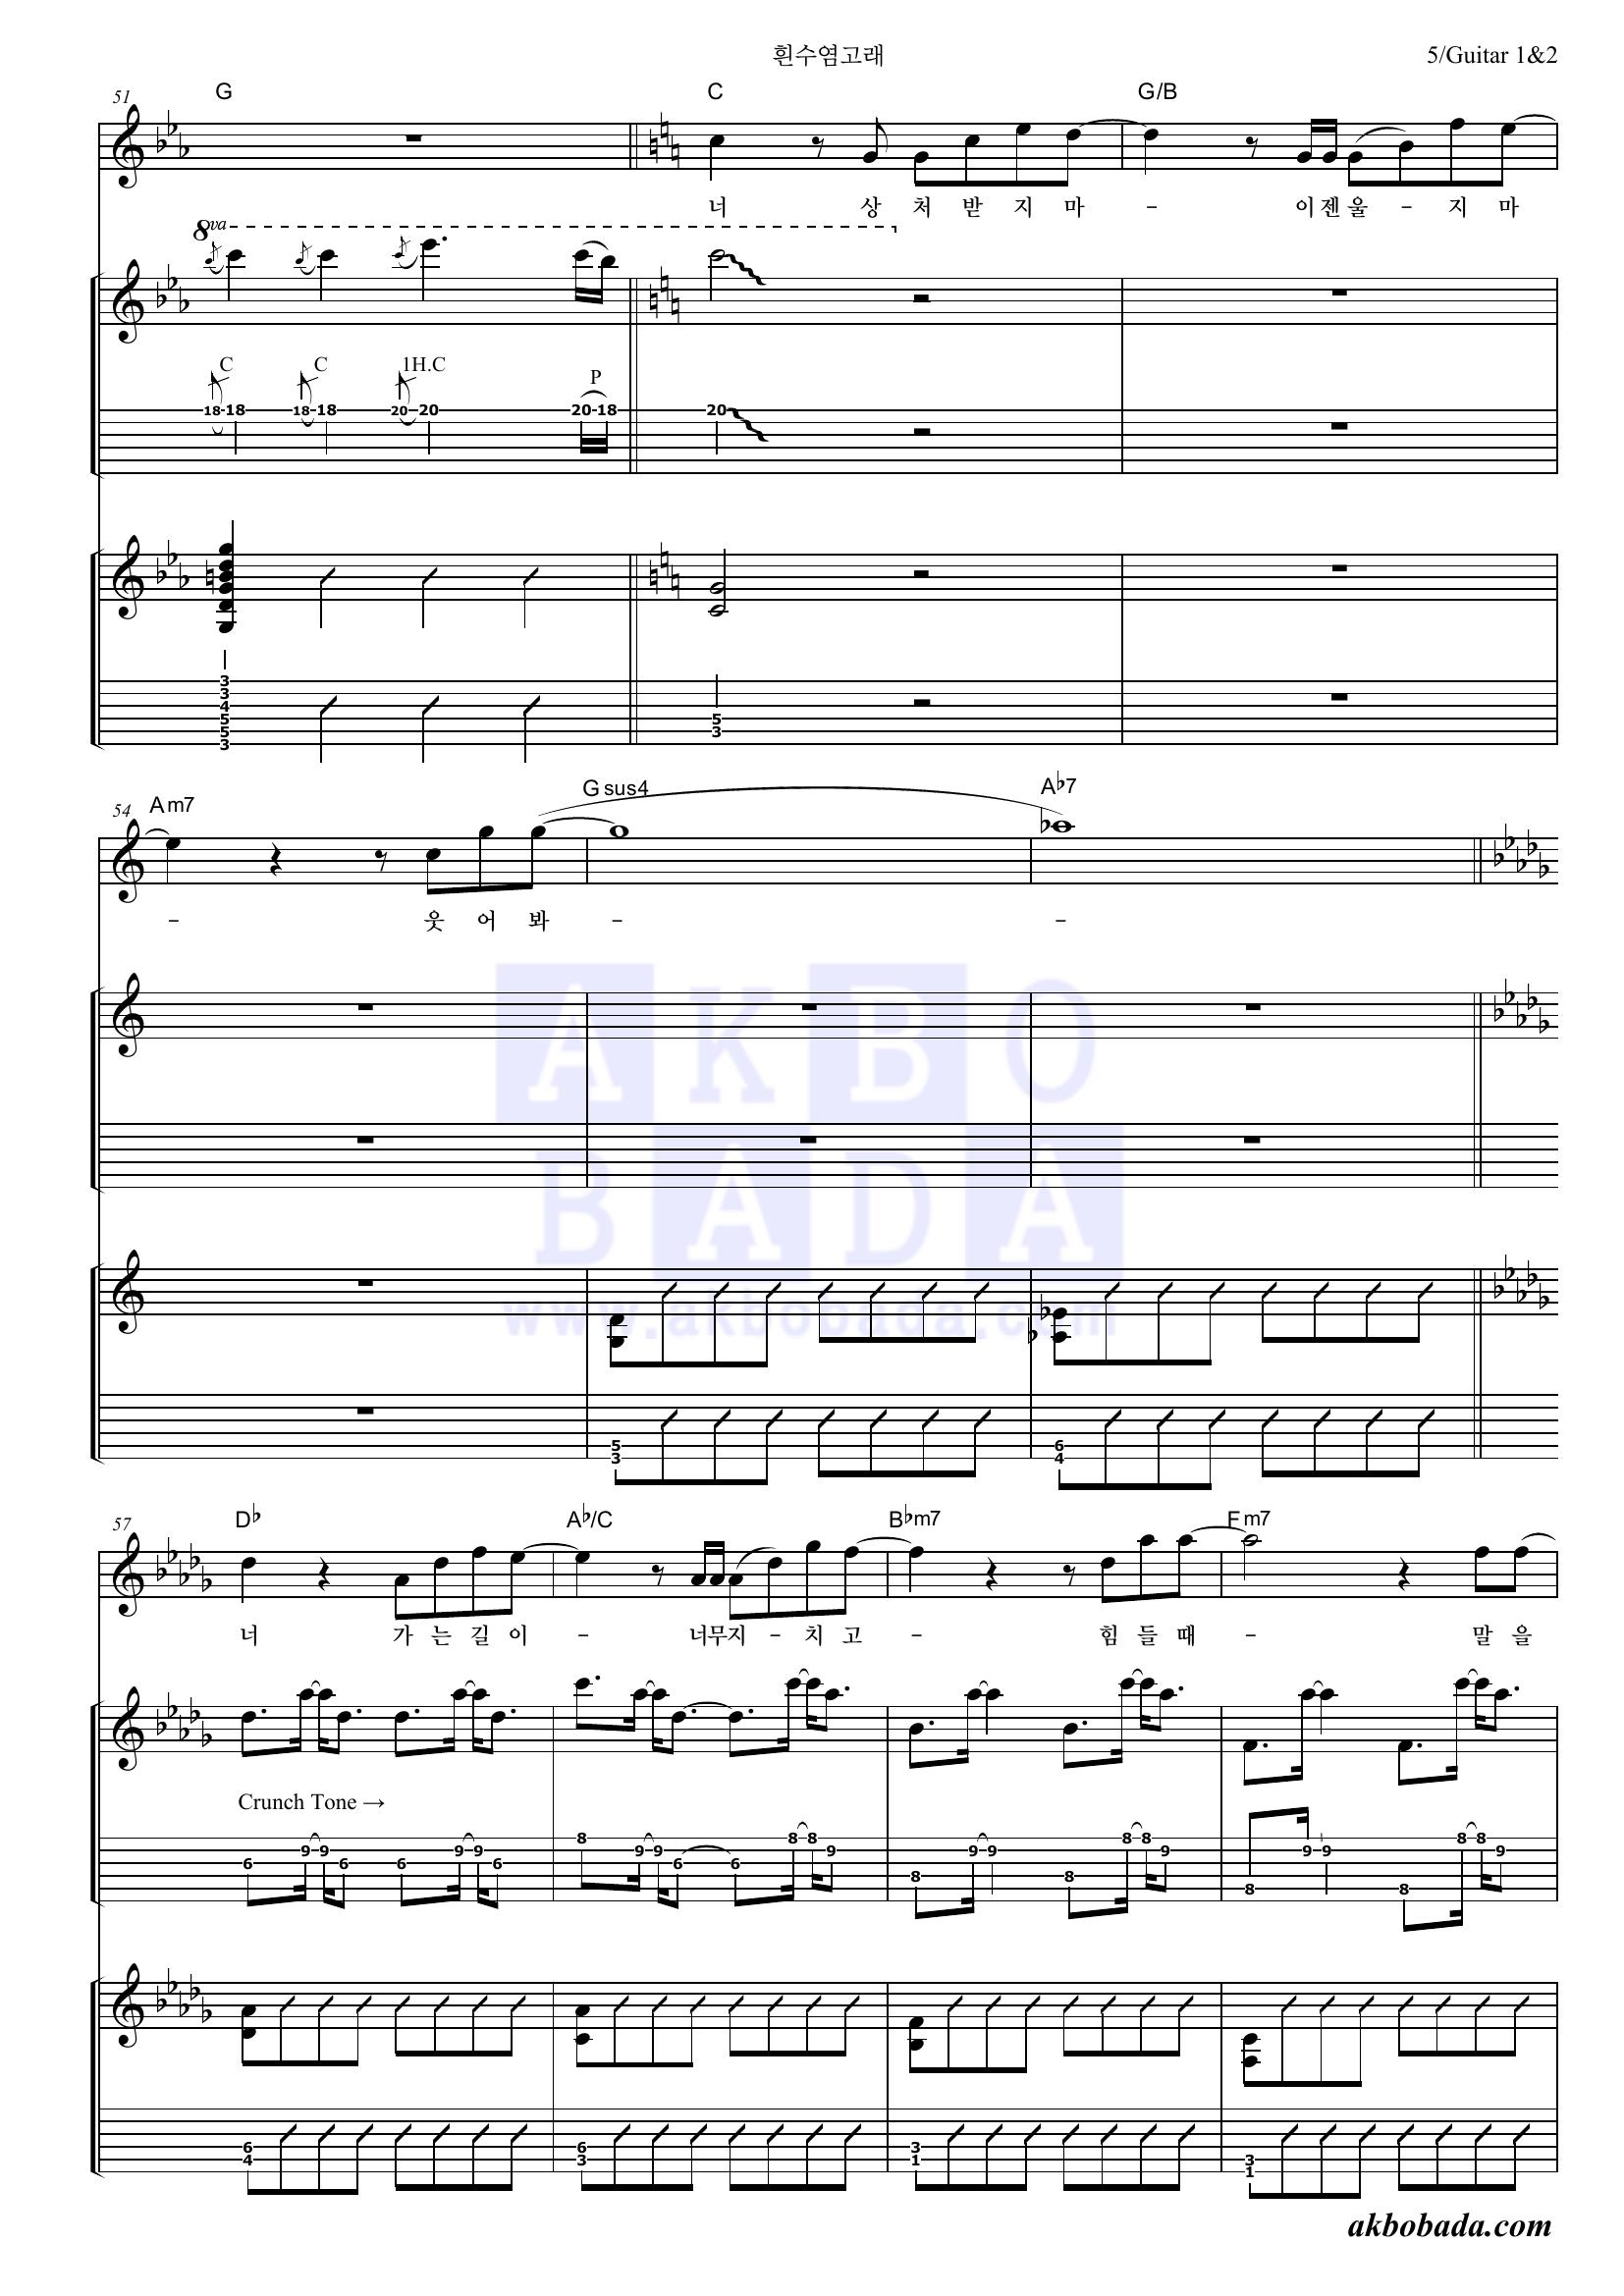 흰수염고래
5/Guitar 1&2
51 G C G/B
너 상 처 받 지 마 - 이 젠 울 - 지 마
8va
C C 1H.C P
18 18 18 18 20 20 20 18 20
3 5
3 3
4
5
5
3
54 Am7 Gsus4 A♭7
- 웃 어 봐 - -
AKBO
BADA
www.akbobada.com
5 6
3 4
57 D♭ A♭/C B♭m7 Fm7
너 가 는 길 이 - 너무지 - 치 고 - 힘 들 때 - 말 을
Crunch Tone →
6 9 9 6 6 9 9 6 8 9 9 6 6 8 8 9 8 9 9 8 8 8 9 8 9 9 8 8 8 9
6 6 3 3
4 3 1 1
akbobada.com